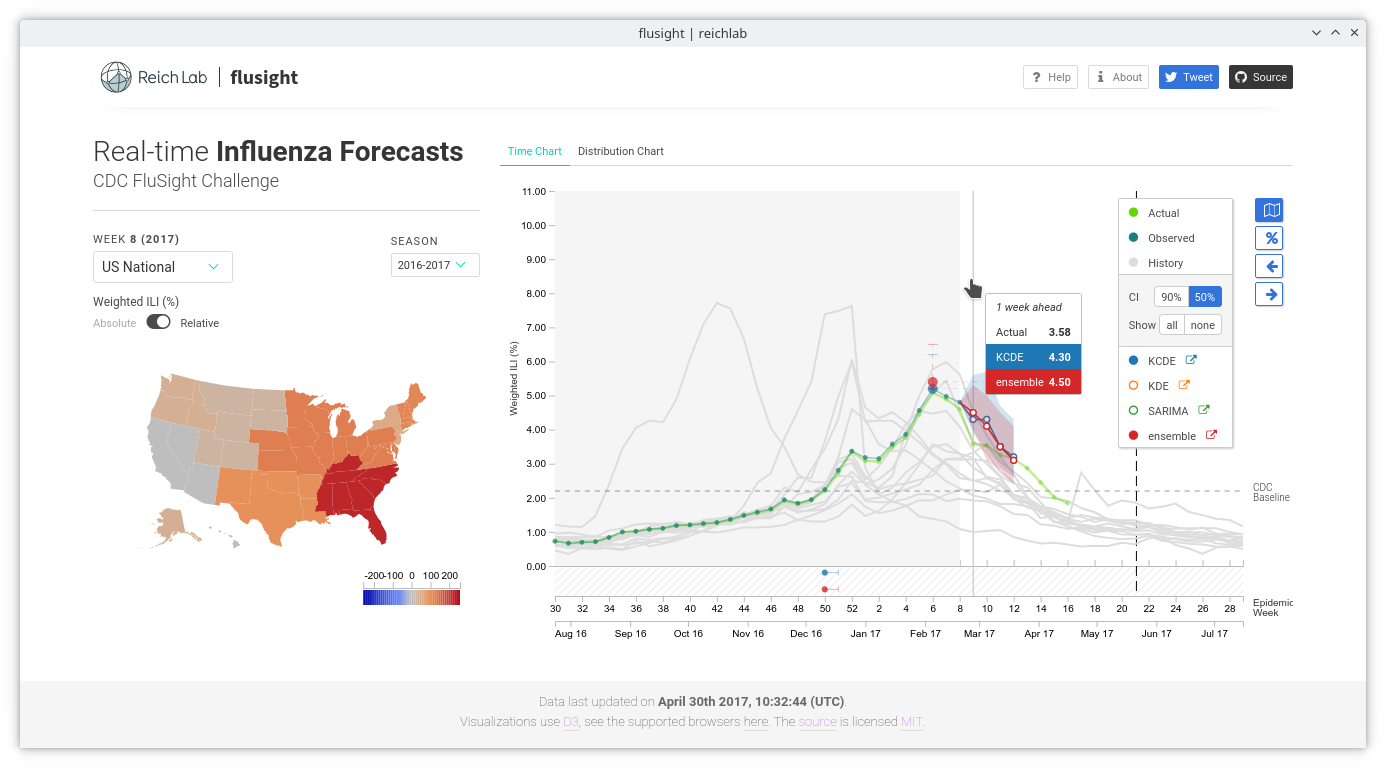 flusight | reichlab
Reich Lab | flusight
? Help
i About
Tweet
Source
Real-time Influenza Forecasts
CDC FluSight Challenge
WEEK 8 (2017)
US National
SEASON
2016-2017
Weighted ILI (%)
Absolute Relative
-200 -100 0 100 200
Time Chart Distribution Chart
Weighted ILI (%)
11.00
10.00
9.00
8.00
7.00
6.00
5.00
4.00
3.00
2.00
1.00
0.00
1 week ahead
Actual 3.58
KCDE 4.30
ensemble 4.50
Actual
Observed
History
CI 90% 50%
Show all none
KCDE
KDE
SARIMA
ensemble
%
CDC
Baseline
30 32 34 36 38 40 42 44 46 48 50 52 2 4 6 8 10 12 14 16 18 20 22 24 26 28
Epidemic
Week
Aug 16 Sep 16 Oct 16 Nov 16 Dec 16 Jan 17 Feb 17 Mar 17 Apr 17 May 17 Jun 17 Jul 17
Data last updated on April 30th 2017, 10:32:44 (UTC)
Visualizations use D3, see the supported browsers here. The source is licensed MIT.